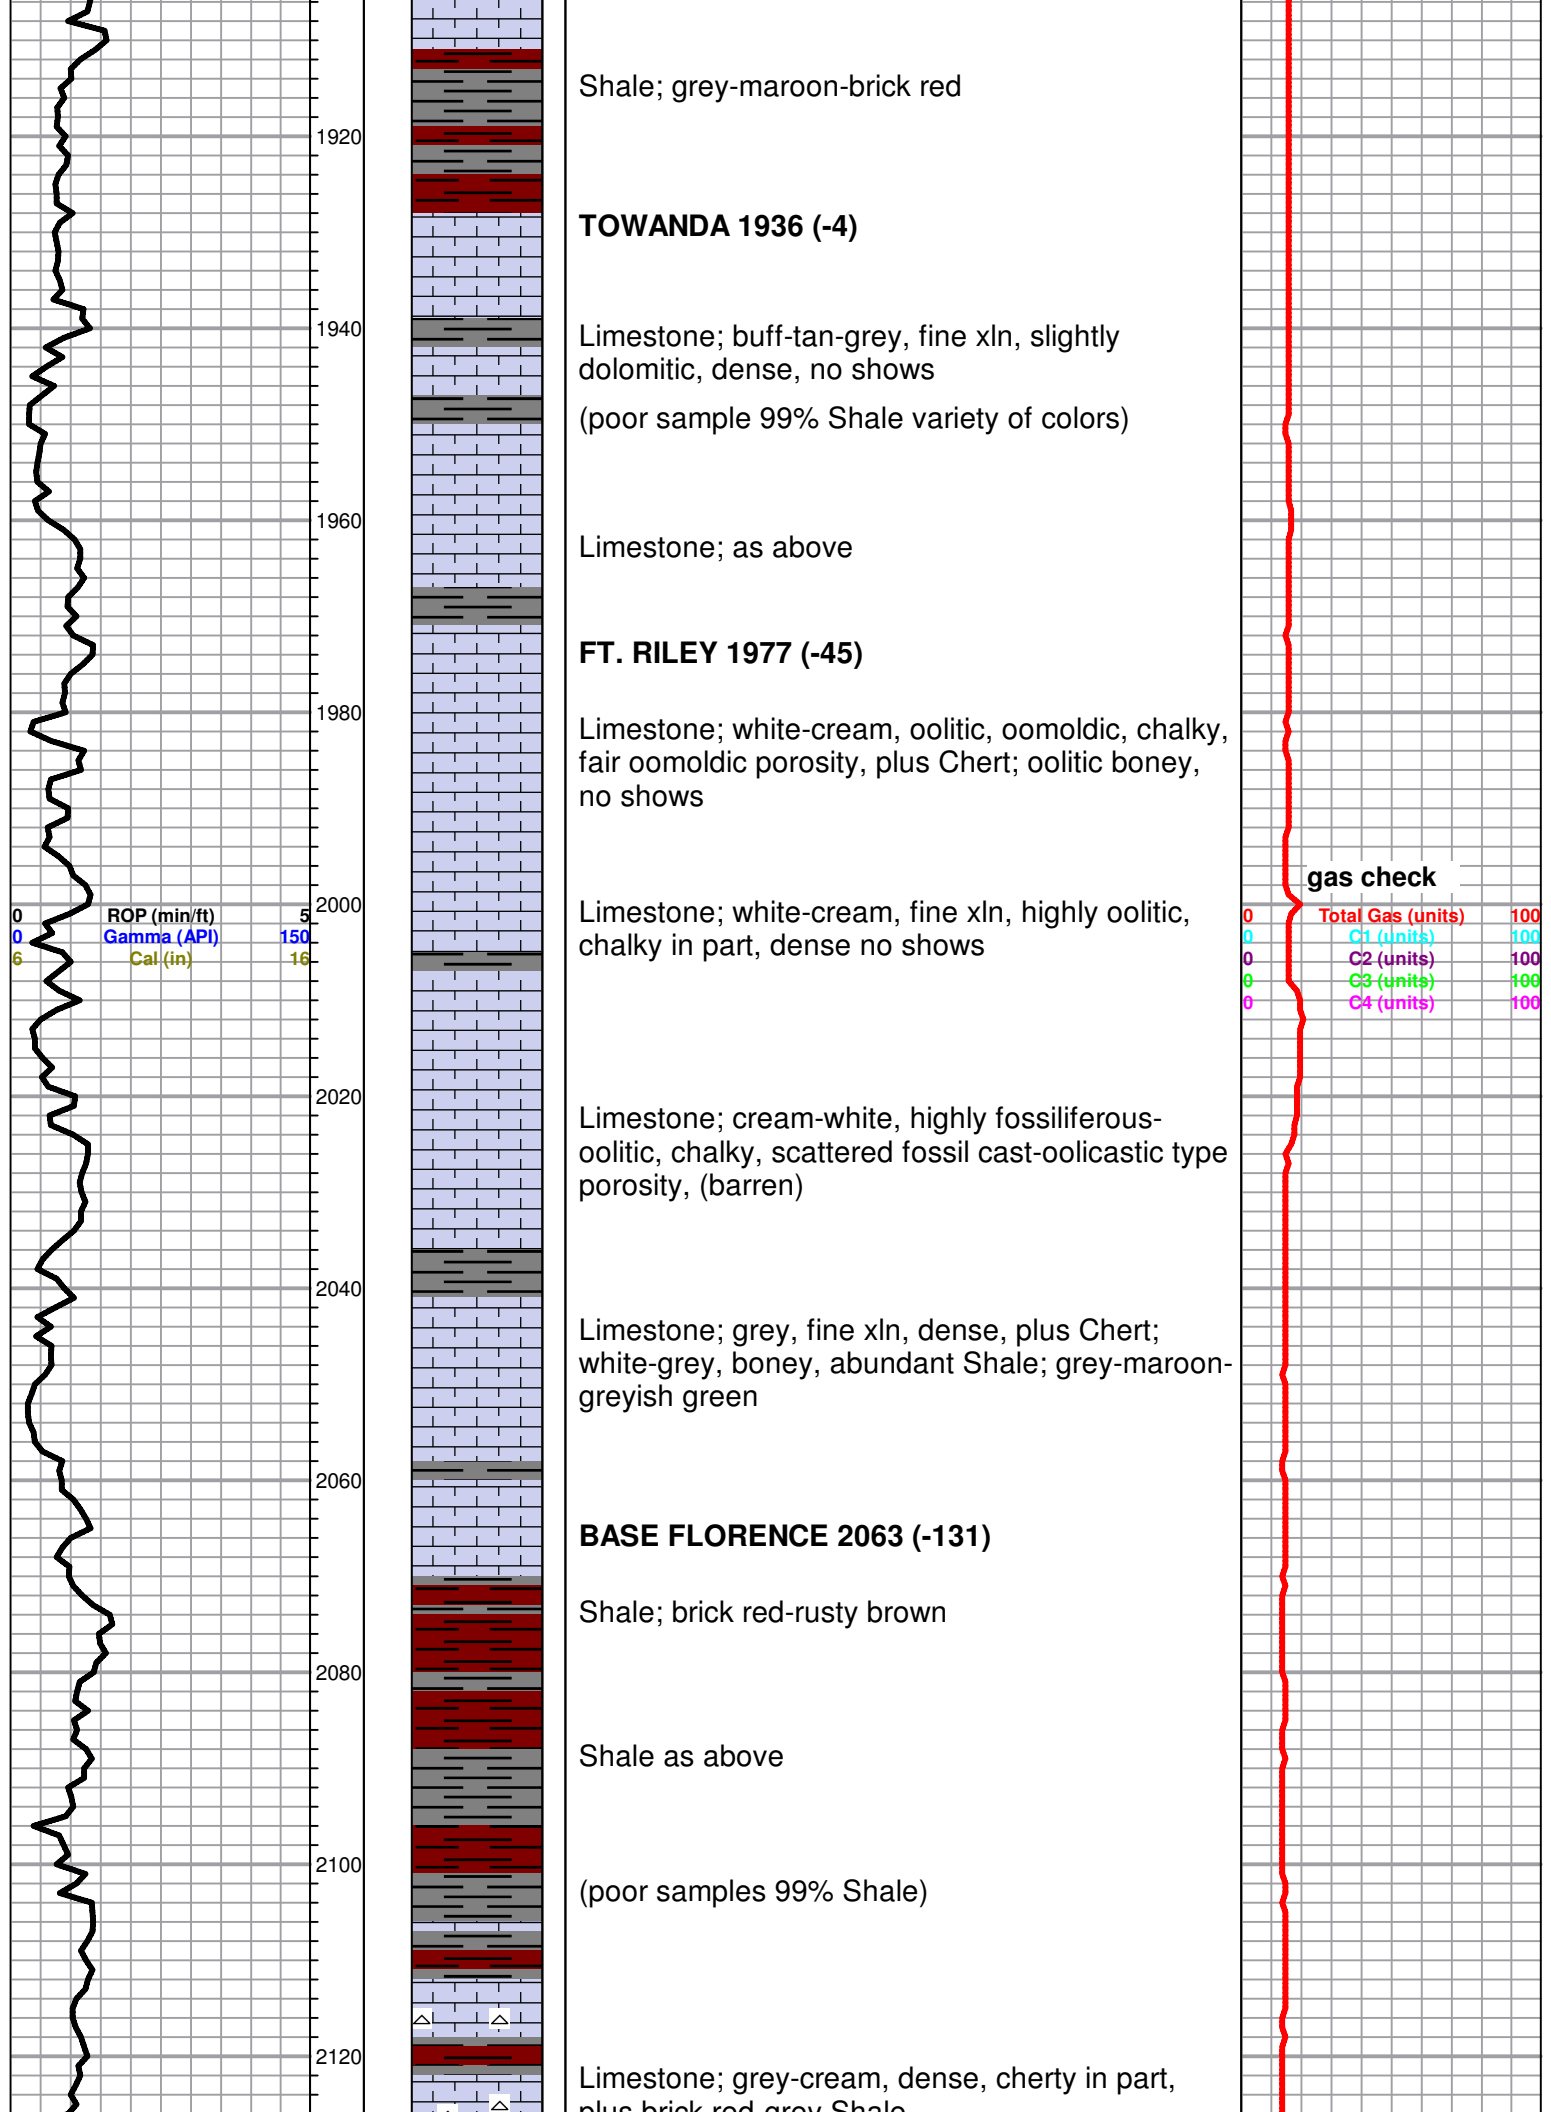 Shale; grey-maroon-brick red
1920
TOWANDA 1936 (-4)
1940
Limestone; buff-tan-grey, fine xln, slightly
dolomitic, dense, no shows
(poor sample 99% Shale variety of colors)
1960
Limestone; as above
FT. RILEY 1977 (-45)
1980
Limestone; white-cream, oolitic, oomoldic, chalky,
fair oomoldic porosity, plus Chert; oolitic boney,
no shows
gas check
2000
0 ROP (min/ft) 5
0 Gamma (API) 150
6 Cal (in) 16
Limestone; white-cream, fine xln, highly oolitic,
chalky in part, dense no shows
0 Total Gas (units) 100
0 C1 (units) 100
0 C2 (units) 100
0 C3 (units) 100
0 C4 (units) 100
2020
Limestone; cream-white, highly fossiliferous-
oolitic, chalky, scattered fossil cast-oolicastic type
porosity, (barren)
2040
Limestone; grey, fine xln, dense, plus Chert;
white-grey, boney, abundant Shale; grey-maroon-
greyish green
2060
BASE FLORENCE 2063 (-131)
Shale; brick red-rusty brown
2080
Shale as above
2100
(poor samples 99% Shale)
2120
Limestone; grey-cream, dense, cherty in part,
plus brick red-grey Shale